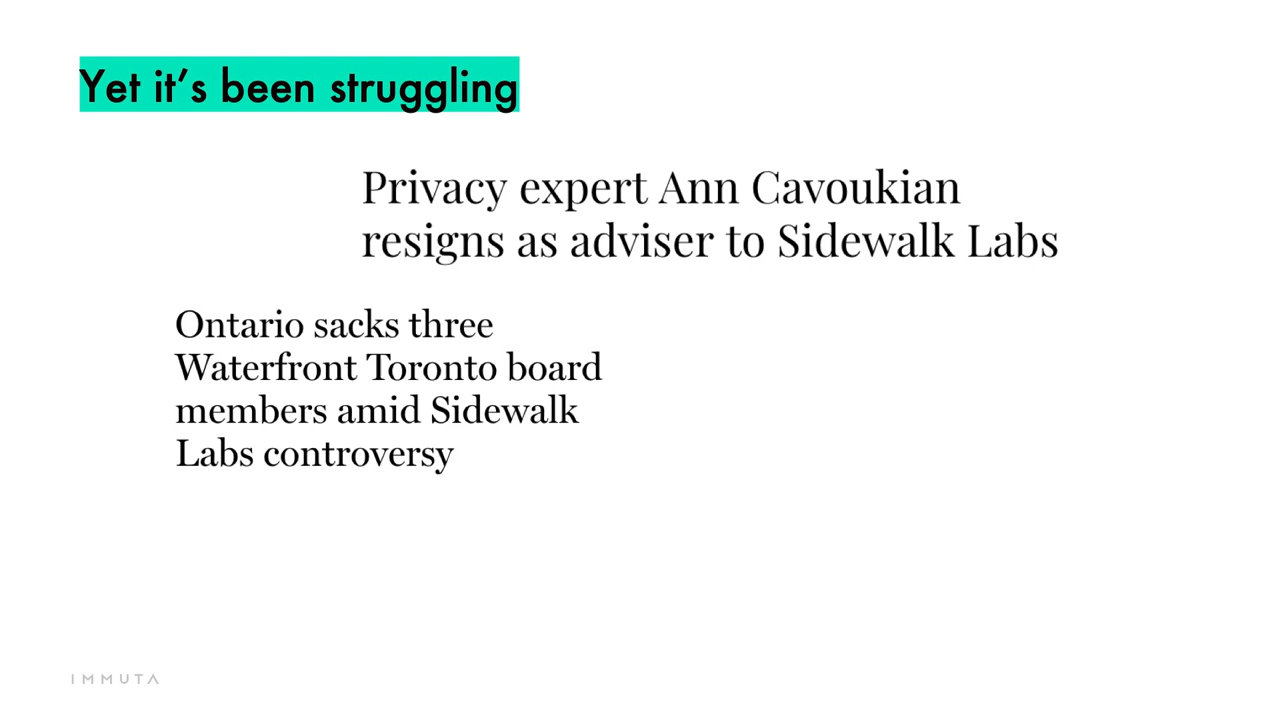 Yet it’s been struggling
Privacy expert Ann Cavoukian
resigns as adviser to Sidewalk Labs
Ontario sacks three
Waterfront Toronto board
members amid Sidewalk
Labs controversy
IMMUTA